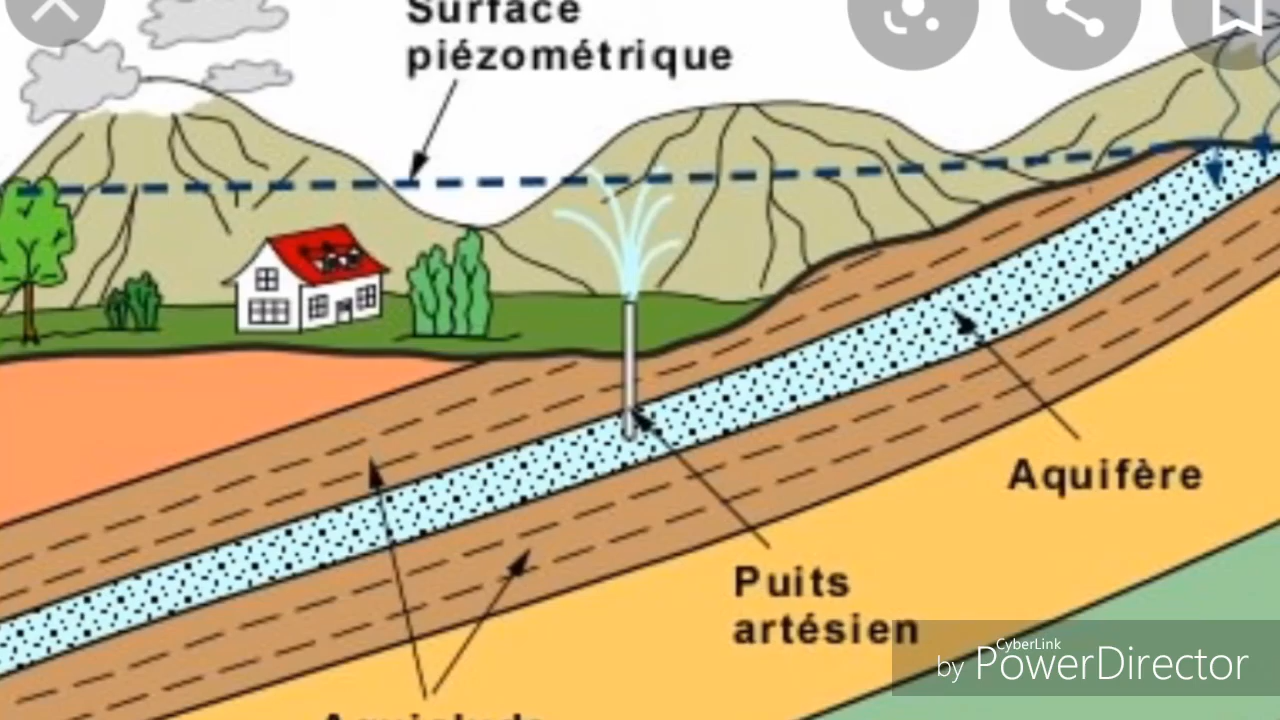 Surface
piézométrique
Aquifère
Puits
artésien
CyberLink
by PowerDirector